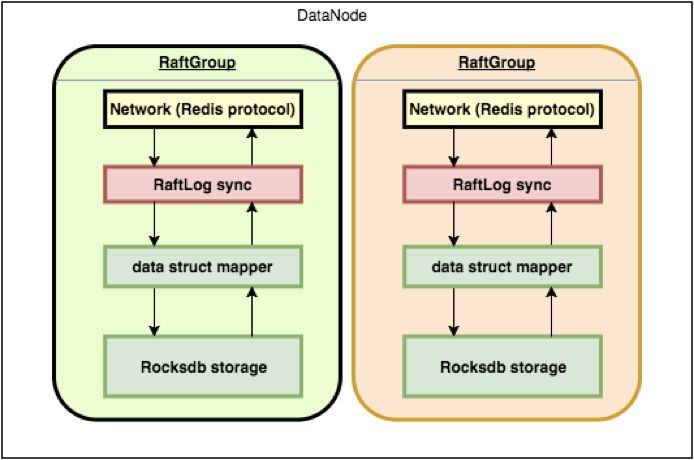 DataNode
RaftGroup
Network (Redis protocol)
RaftLog sync
data struct mapper
Rocksdb storage
RaftGroup
Network (Redis protocol)
RaftLog sync
data struct mapper
Rocksdb storage